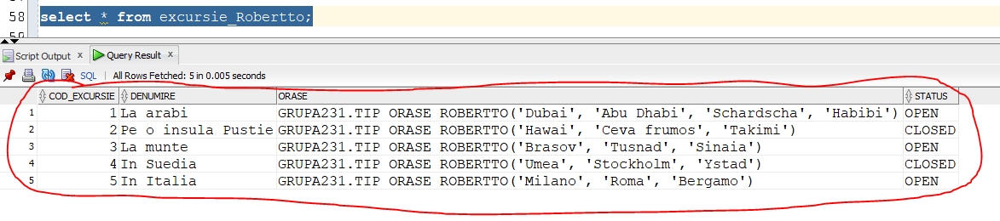 58 select * from excursie_Robertto;
Script Output x Query Result x
SQL | All Rows Fetched: 5 in 0.005 seconds
COD_EXCURSIE DENUMIRE ORASE STATUS
1 1 La arabi GRUPA231.TIP ORASE ROBERTTO('Dubai', 'Abu Dhabi', 'Schardscha', 'Habibi') OPEN
2 2 Pe o insula Pustie GRUPA231.TIP ORASE ROBERTTO('Hawai', 'Ceva frumos', 'Takimi') CLOSED
3 3 La munte GRUPA231.TIP ORASE ROBERTTO('Brasov', 'Tusnad', 'Sinaia') OPEN
4 4 In Suedia GRUPA231.TIP ORASE ROBERTTO('Umea', 'Stockholm', 'Ystad') CLOSED
5 5 In Italia GRUPA231.TIP ORASE ROBERTTO('Milano', 'Roma', 'Bergamo') OPEN